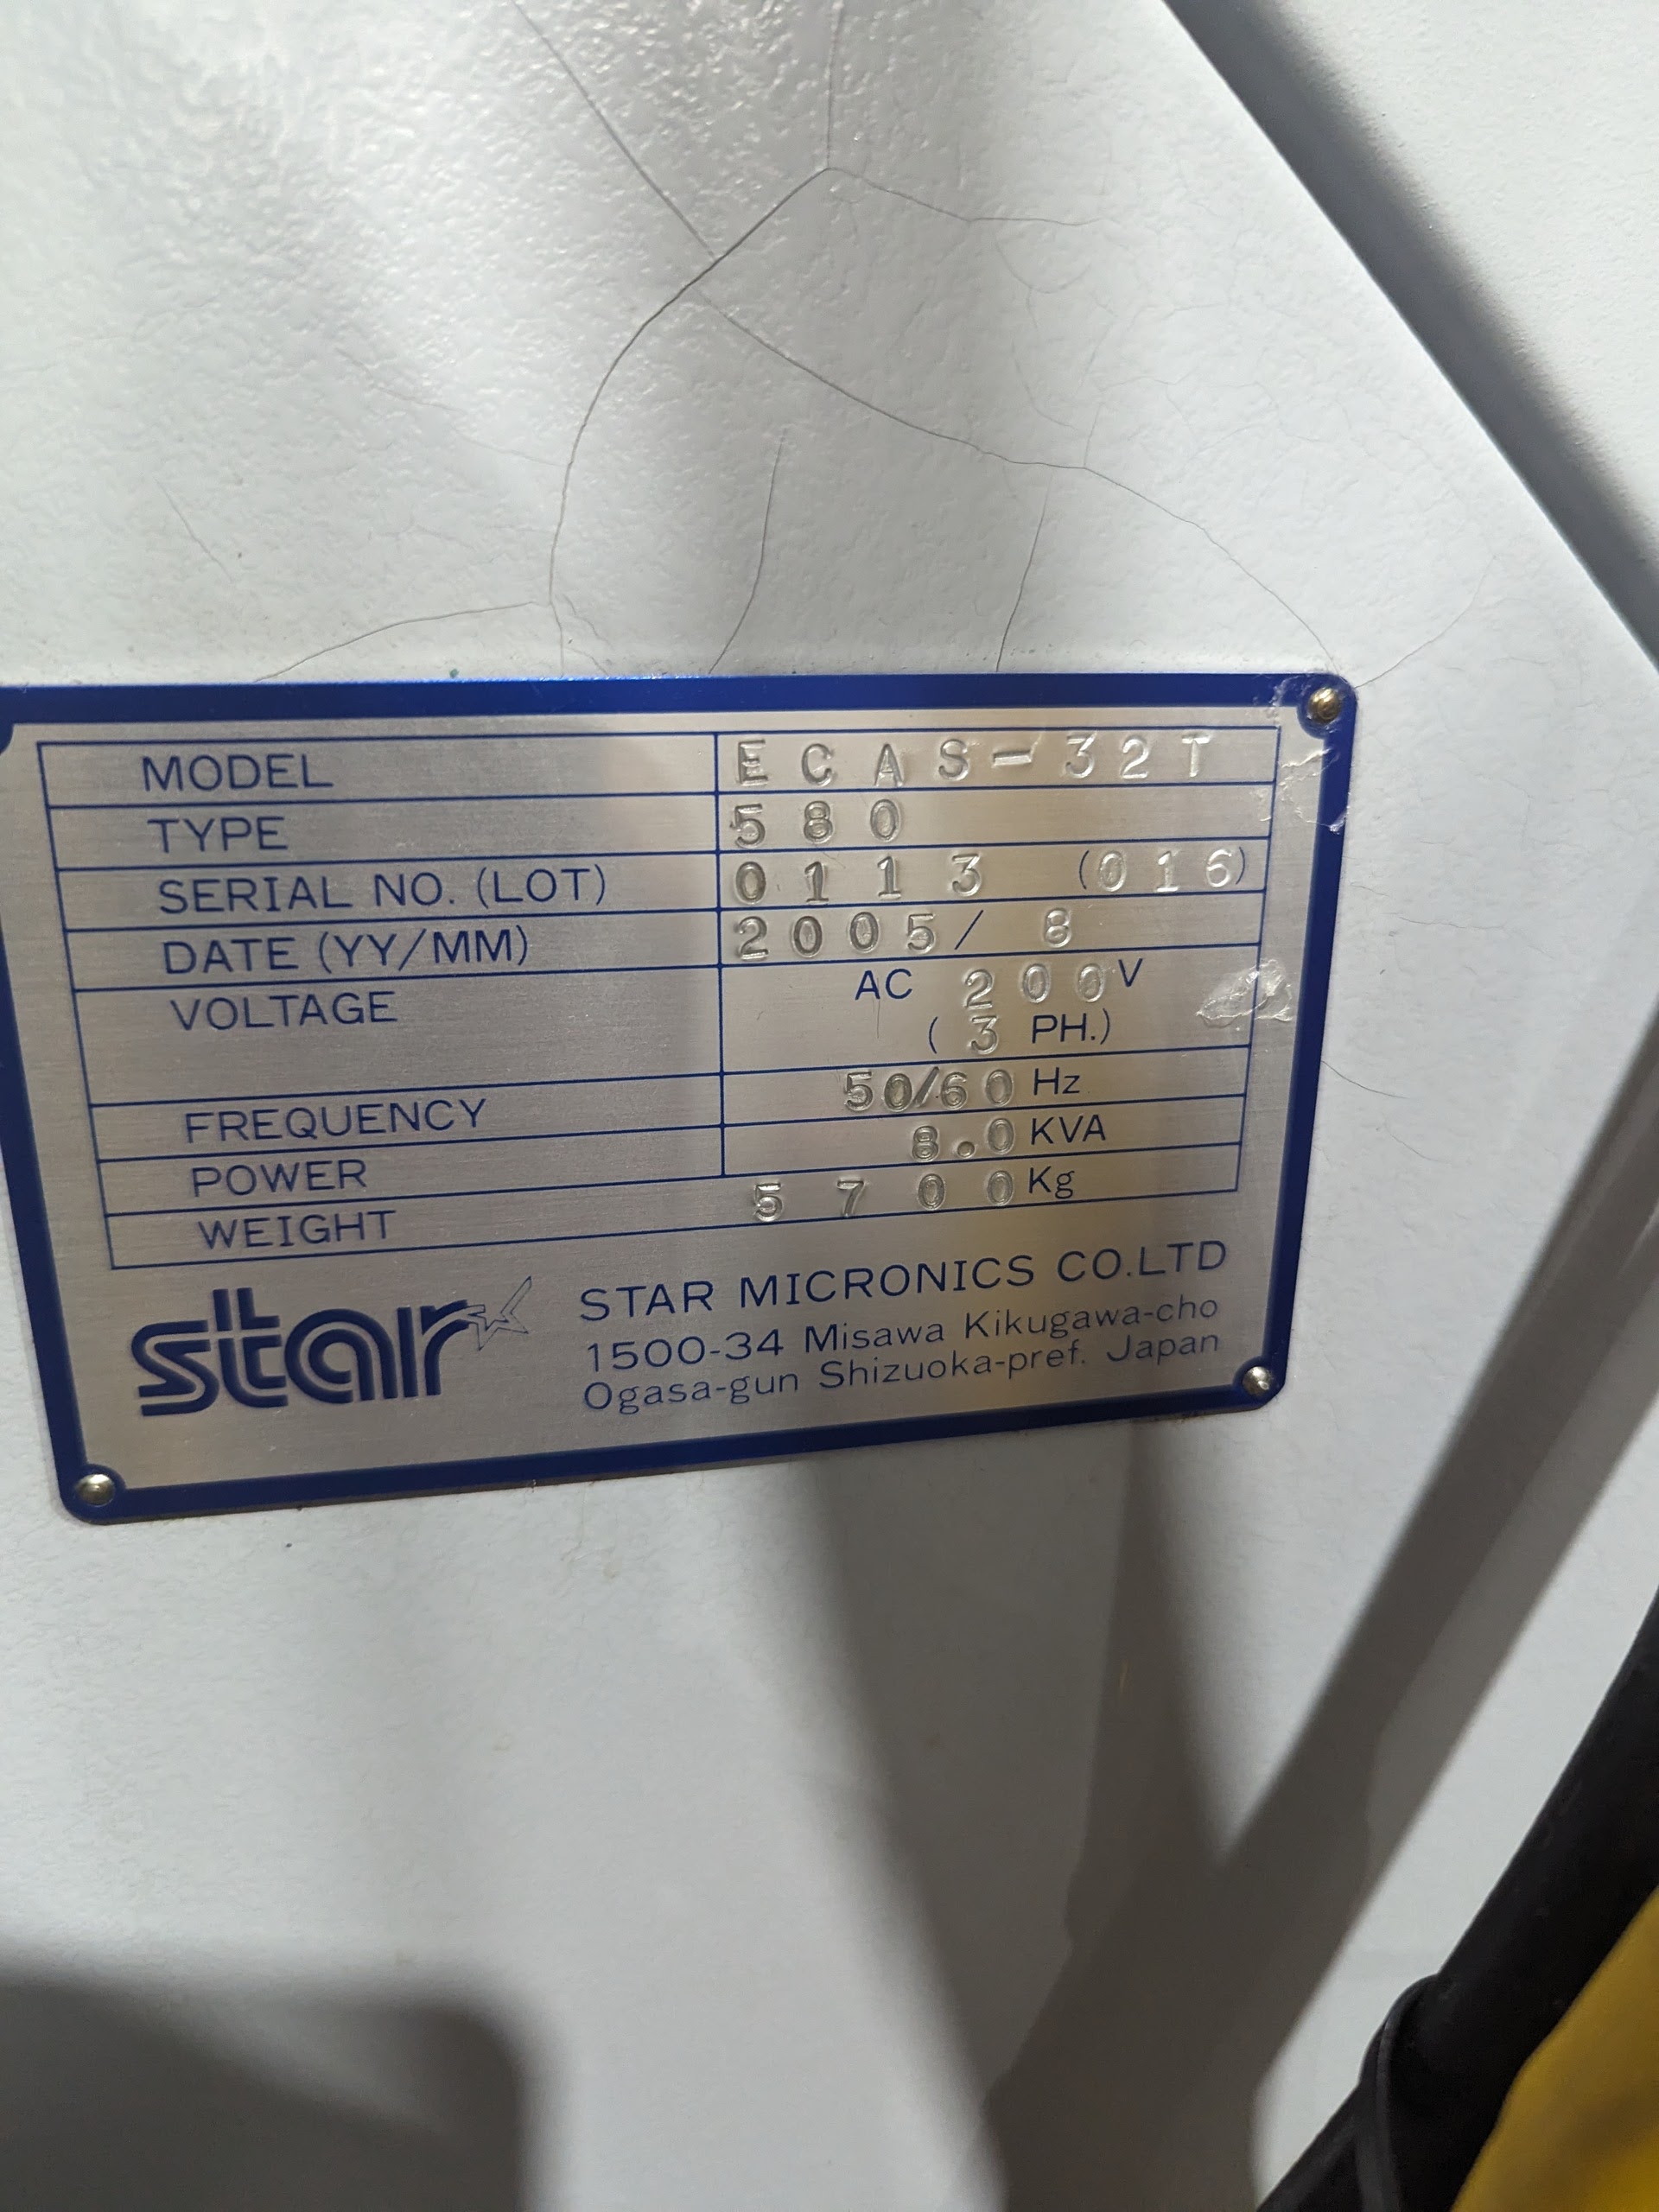 MODEL ECAS-32T
TYPE 580
SERIAL NO. (LOT) 0113 (016)
DATE (YY/MM) 2005/ 8
VOLTAGE AC 200V
(3 PH.)
FREQUENCY 50/60 Hz
POWER 8.0 KVA
WEIGHT 5700 Kg
star
STAR MICRONICS CO.LTD
1500-34 Misawa Kikugawa-cho
Ogasa-gun Shizuoka-pref. Japan